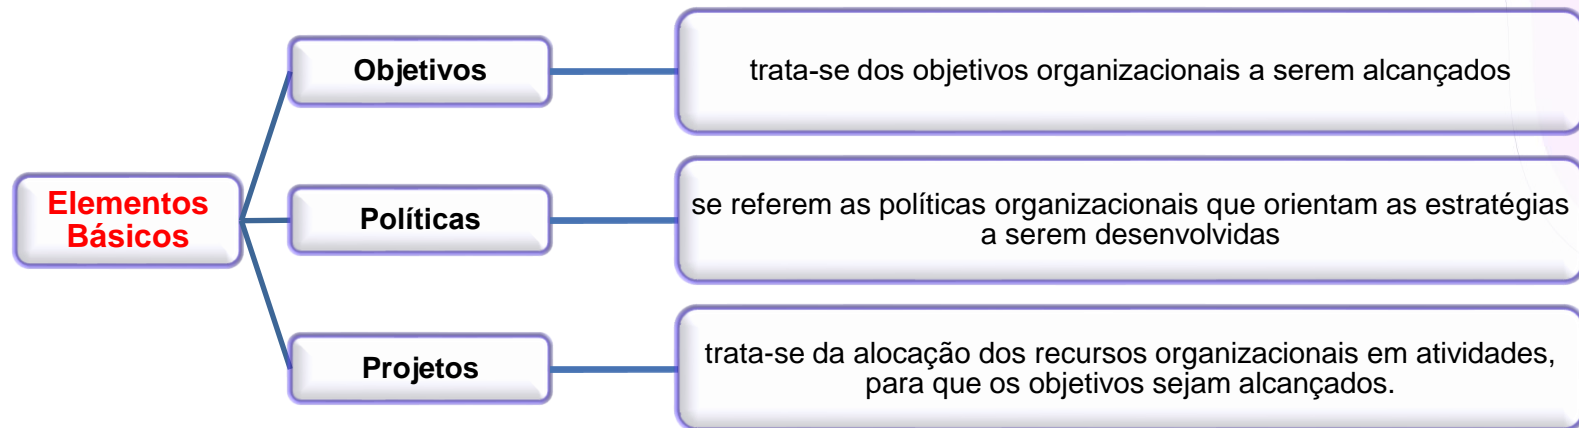 Elementos
Básicos
Objetivos
trata-se dos objetivos organizacionais a serem alcançados
Políticas
se referem as políticas organizacionais que orientam as estratégias
a serem desenvolvidas
Projetos
trata-se da alocação dos recursos organizacionais em atividades,
para que os objetivos sejam alcançados.